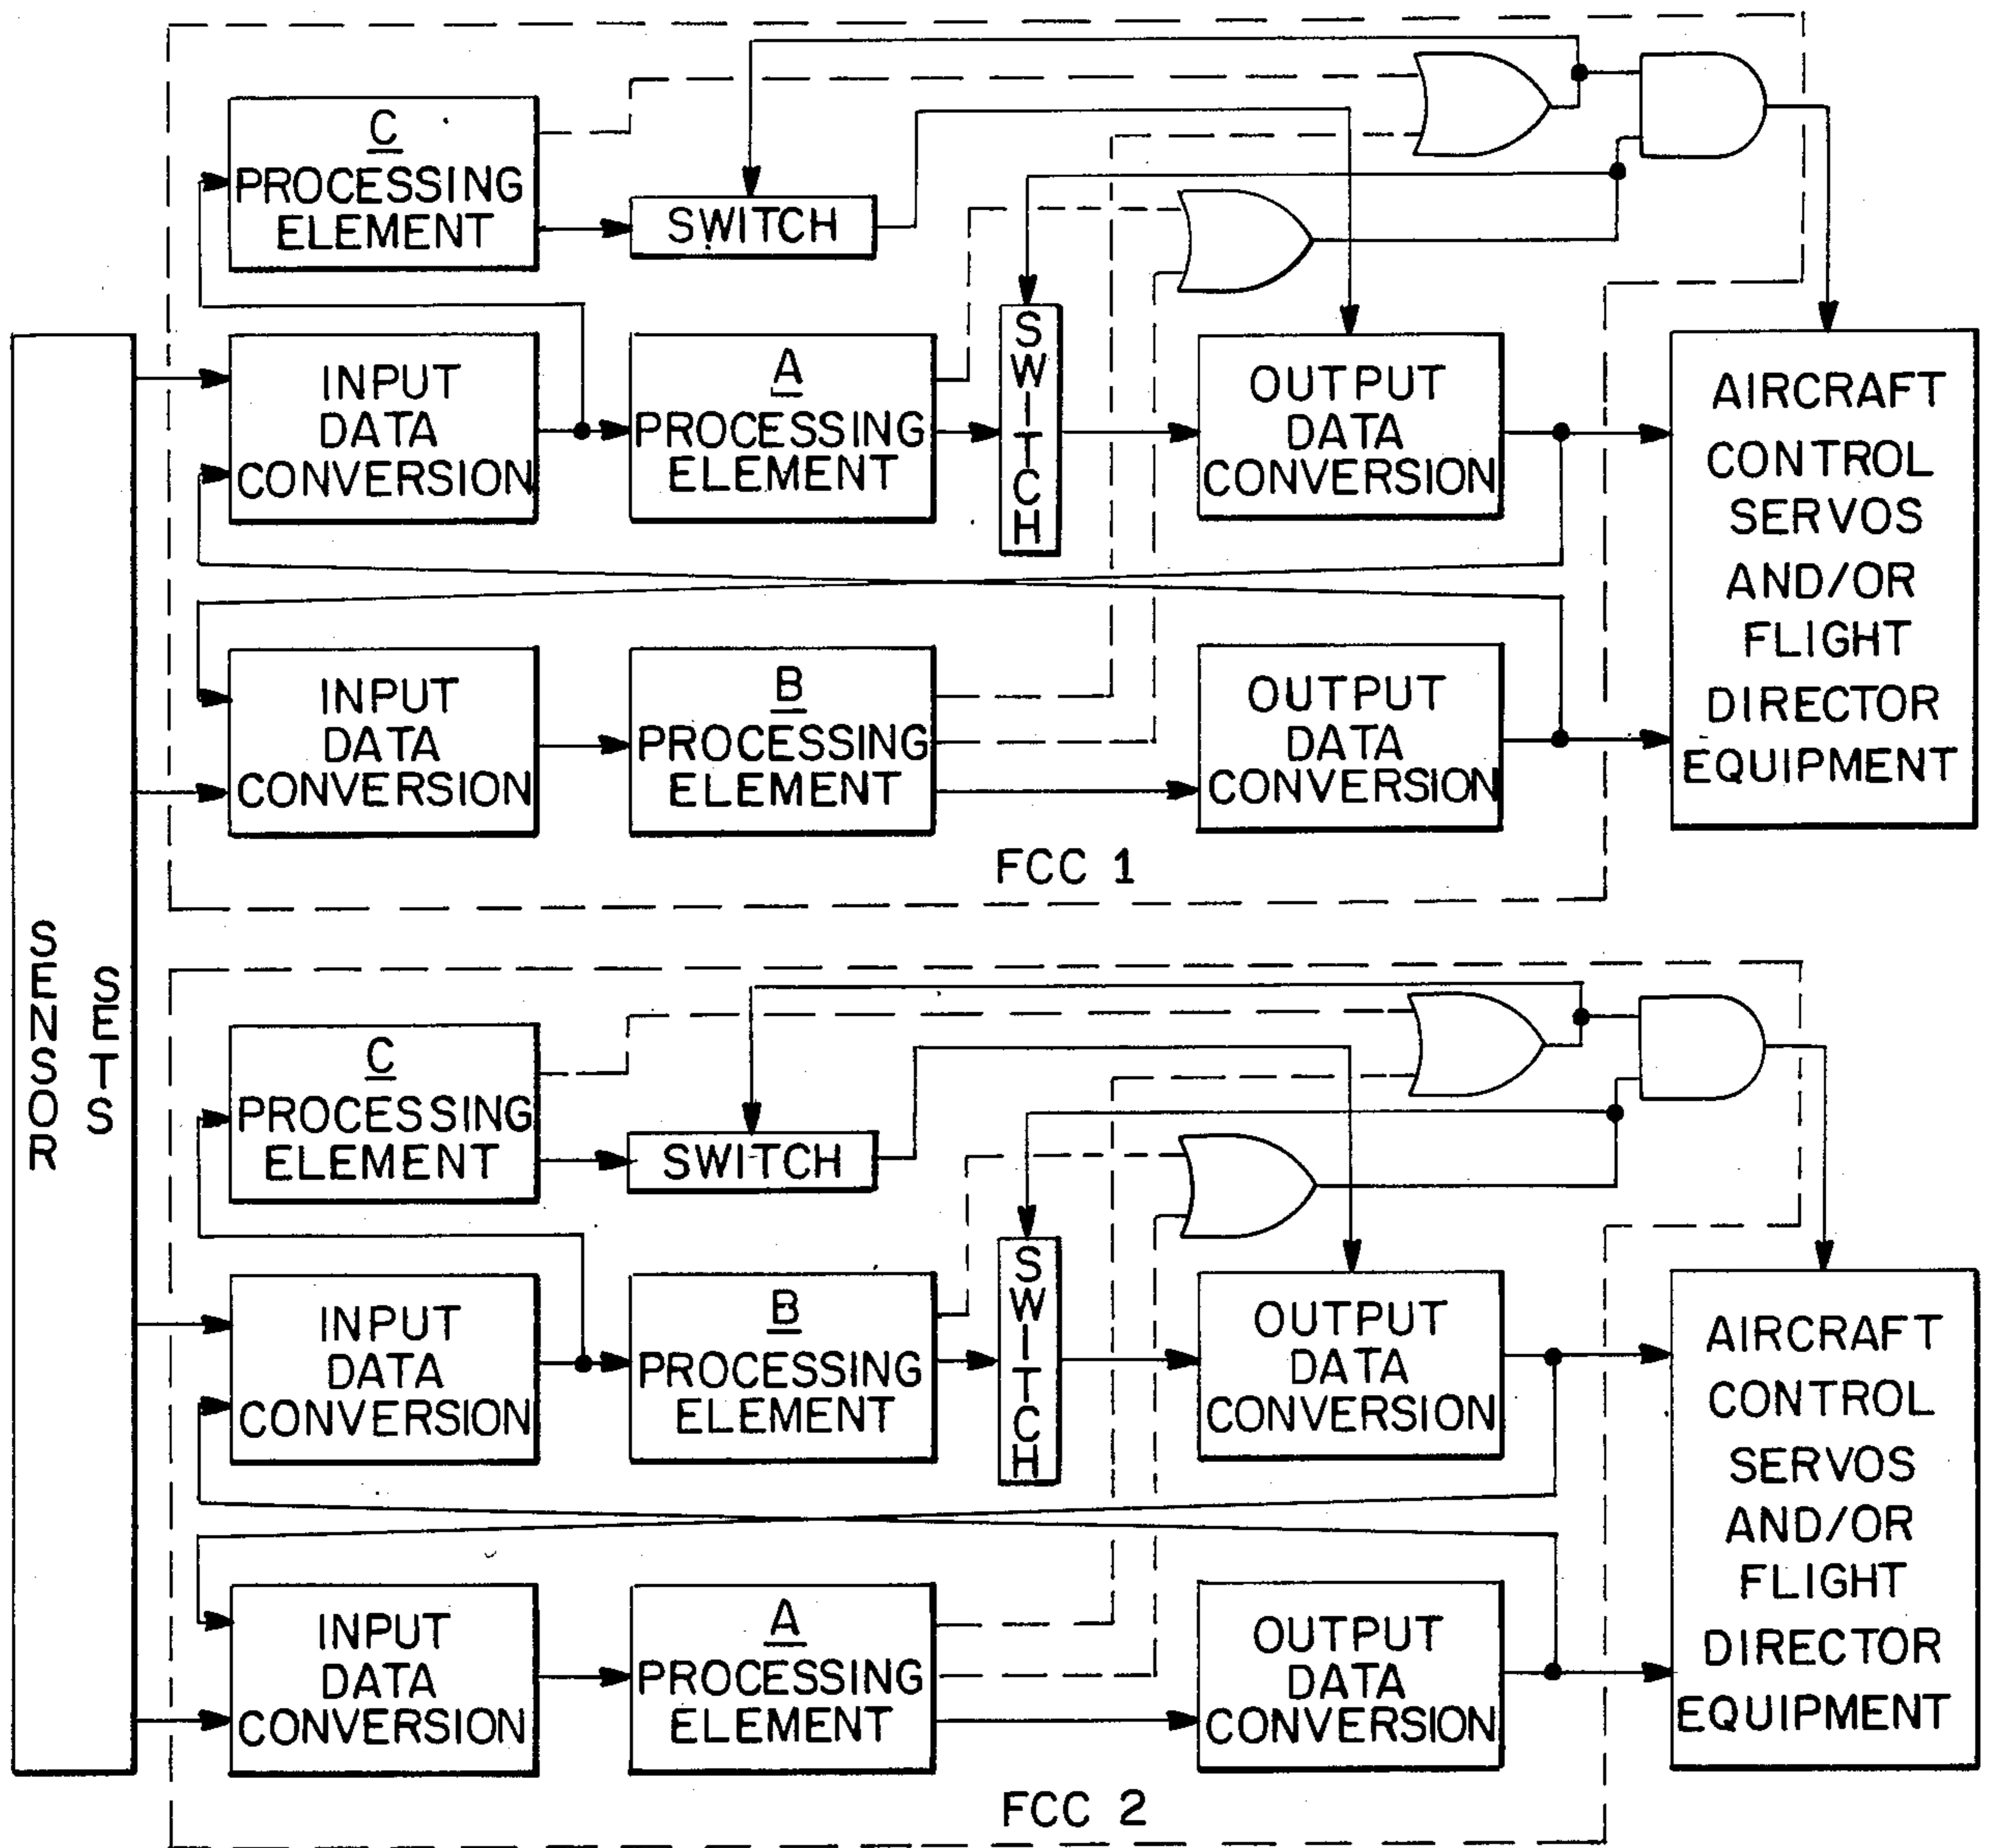 SENSOR
SETS
C
PROCESSING
ELEMENT
SWITCH
INPUT
DATA
CONVERSION
A
PROCESSING
ELEMENT
SWITCH
OUTPUT
DATA
CONVERSION
AIRCRAFT
CONTROL
SERVOS
AND/OR
FLIGHT
DIRECTOR
EQUIPMENT
INPUT
DATA
CONVERSION
B
PROCESSING
ELEMENT
OUTPUT
DATA
CONVERSION
FCC 1
C
PROCESSING
ELEMENT
SWITCH
INPUT
DATA
CONVERSION
B
PROCESSING
ELEMENT
SWITCH
OUTPUT
DATA
CONVERSION
AIRCRAFT
CONTROL
SERVOS
AND/OR
FLIGHT
DIRECTOR
EQUIPMENT
INPUT
DATA
CONVERSION
A
PROCESSING
ELEMENT
OUTPUT
DATA
CONVERSION
FCC 2